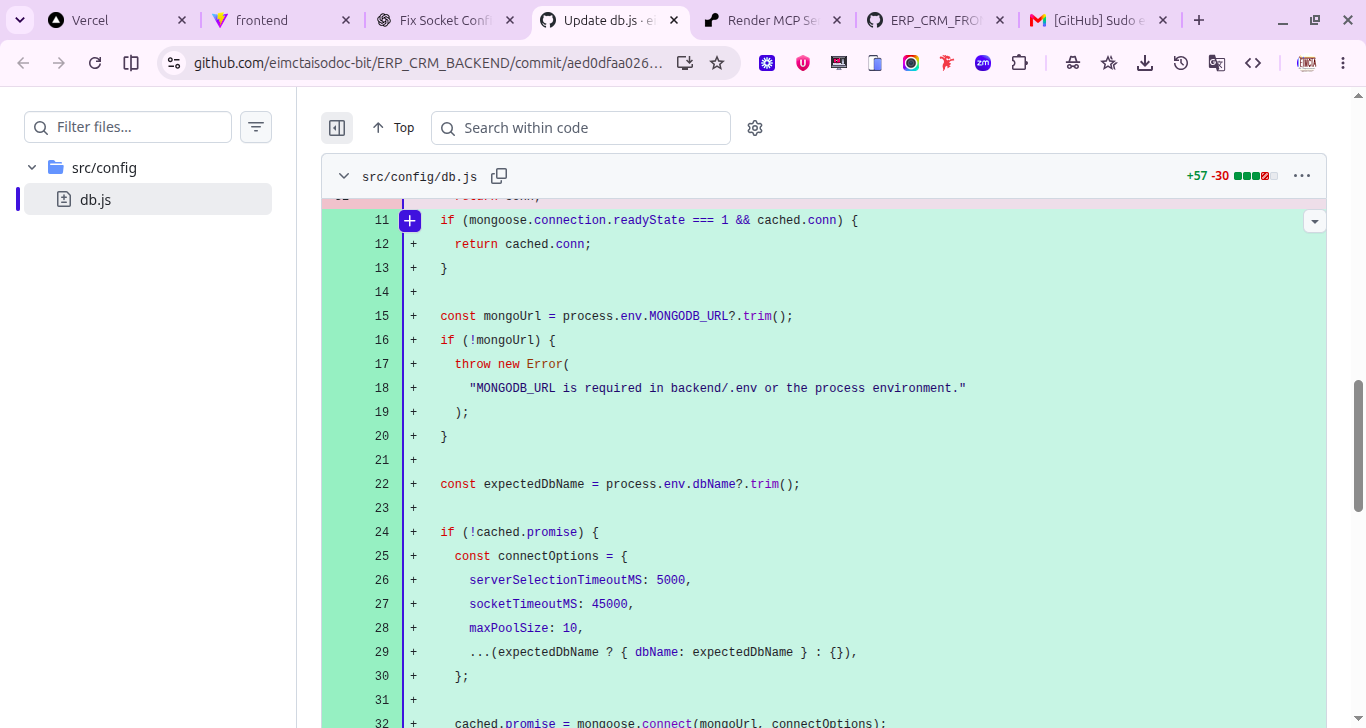 Vercel
frontend
Fix Socket Conf
Update db.js · e
Render MCP Se
ERP_CRM_FRO
[GitHub] Sudo e
github.com/eimctaisodoc-bit/ERP_CRM_BACKEND/commit/aed0dfaa026...
Filter files...
src/config
db.js
Top
Search within code
src/config/db.js
+57 -30
11 if (mongoose.connection.readyState === 1 && cached.conn) {
12 + return cached.conn;
13 + }
14 +
15 + const mongoUrl = process.env.MONGODB_URL?.trim();
16 + if (!mongoUrl) {
17 + throw new Error(
18 + "MONGODB_URL is required in backend/.env or the process environment."
19 + );
20 + }
21 +
22 + const expectedDbName = process.env.dbName?.trim();
23 +
24 + if (!cached.promise) {
25 + const connectOptions = {
26 + serverSelectionTimeoutMS: 5000,
27 + socketTimeoutMS: 45000,
28 + maxPoolSize: 10,
29 + ...(expectedDbName ? { dbName: expectedDbName } : {}),
30 + };
31 +
32 + cached.promise = mongoose.connect(mongoUrl, connectOptions);